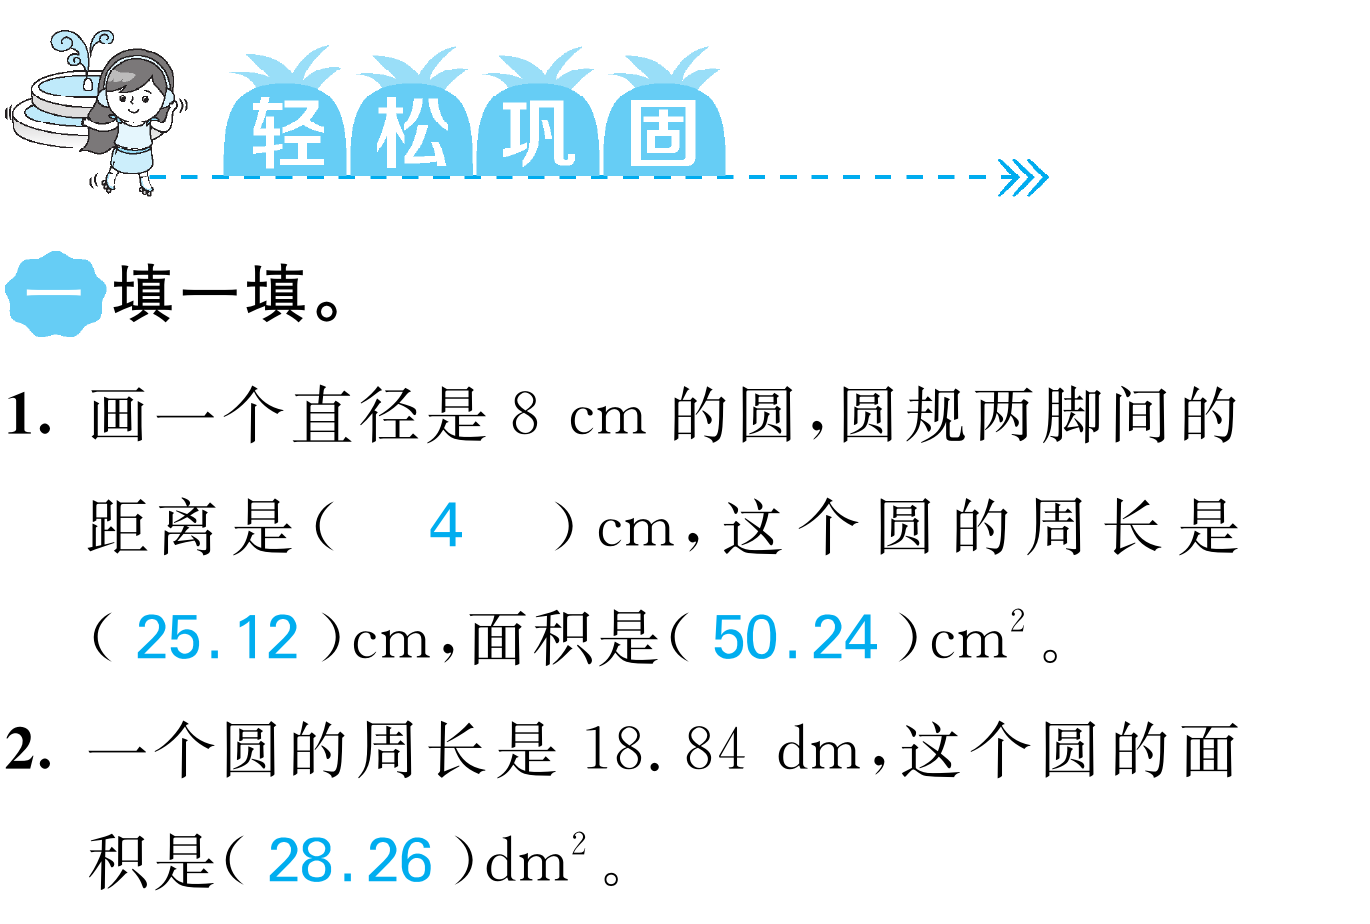 轻松巩固
一 填一填。
1. 画一个直径是 8 cm 的圆,圆规两脚间的
距离是( 4 )cm,这个圆的周长是
( 25.12 )cm,面积是( 50.24 )cm²。
2. 一个圆的周长是 18.84 dm,这个圆的面
积是( 28.26 )dm²。